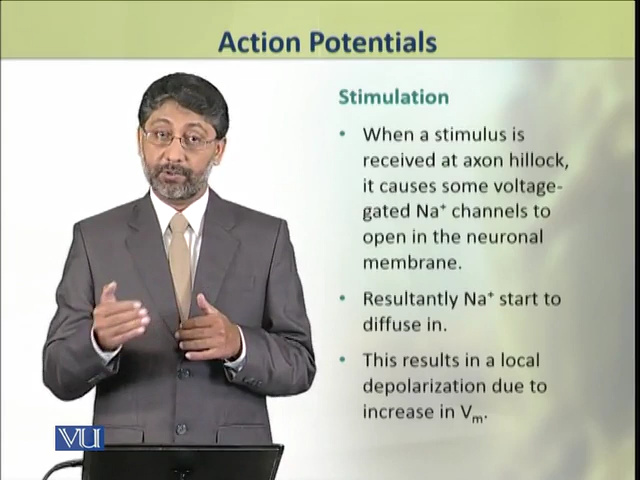 Action Potentials
Stimulation
• When a stimulus is
received at axon hillock,
it causes some voltage-
gated Na⁺ channels to
open in the neuronal
membrane.
• Resultantly Na⁺ start to
diffuse in.
• This results in a local
depolarization due to
increase in Vₘ.
VU